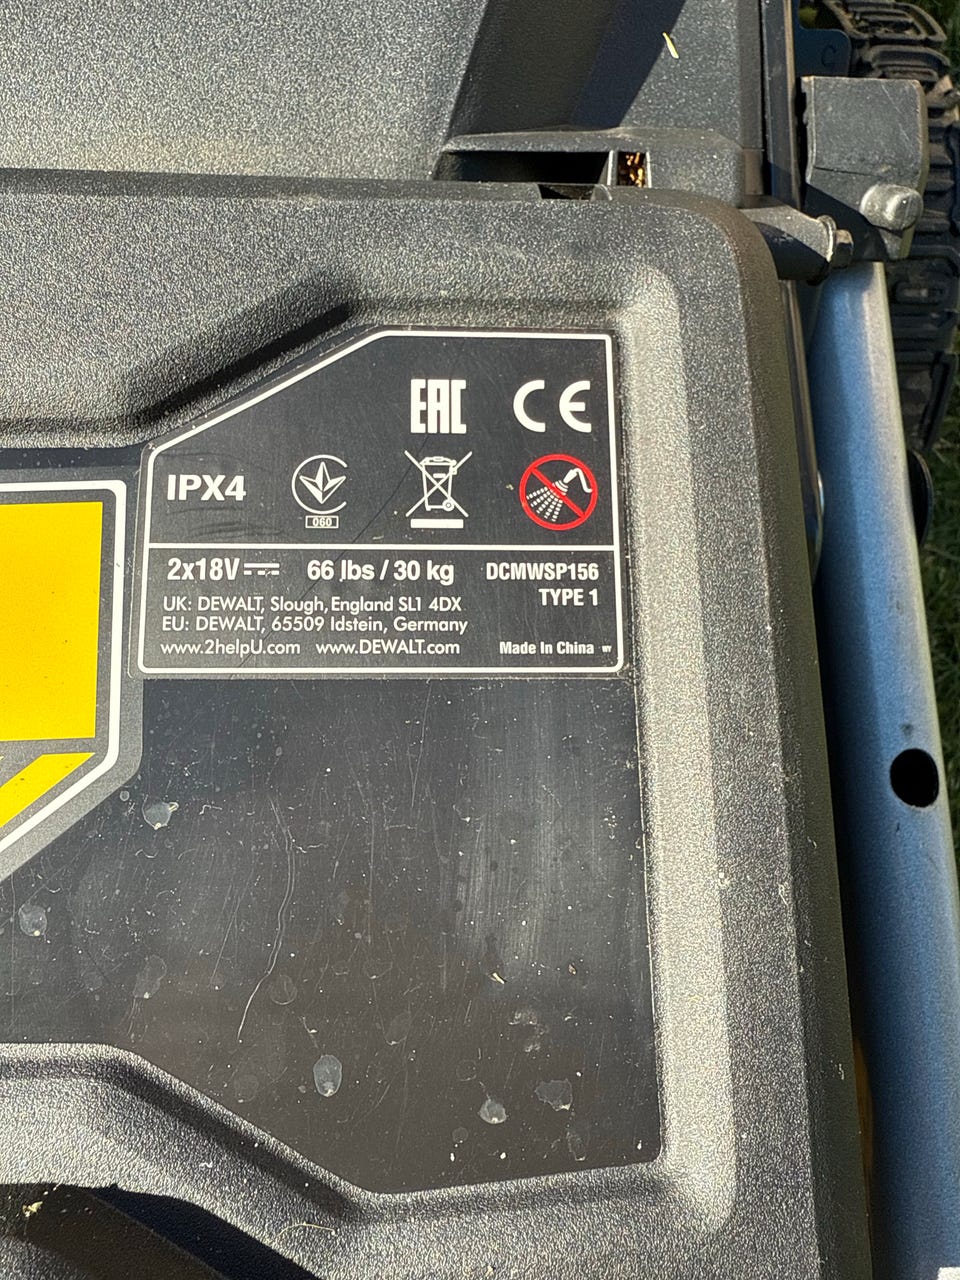 EAC CE
IPX4
060
2x18V 66 lbs / 30 kg DCMWSP156
TYPE 1
UK: DEWALT, Slough, England SL1 4DX
EU: DEWALT, 65509 Idstein, Germany
www.2helpU.com www.DEWALT.com Made In China WY